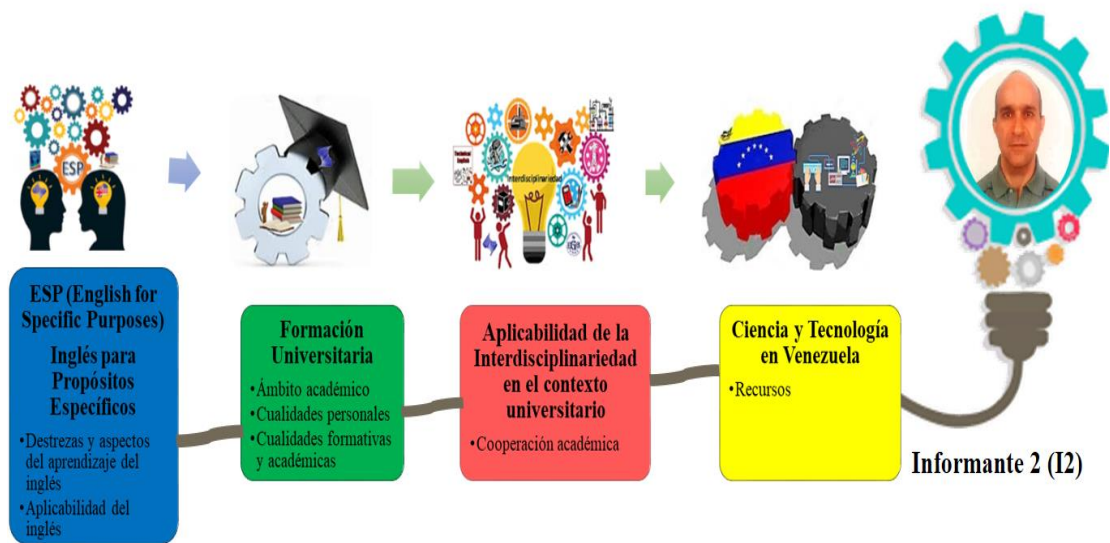 ESP
Interdisciplinariedad
ESP (English for
Specific Purposes)
Inglés para
Propósitos
Específicos
•Destrezas y aspectos
del aprendizaje del
inglés
•Aplicabilidad del
inglés
Formación
Universitaria
•Ámbito académico
•Cualidades personales
•Cualidades formativas
y académicas
Aplicabilidad de la
Interdisciplinariedad
en el contexto
universitario
•Cooperación académica
Ciencia y Tecnología
en Venezuela
•Recursos
Informante 2 (I2)